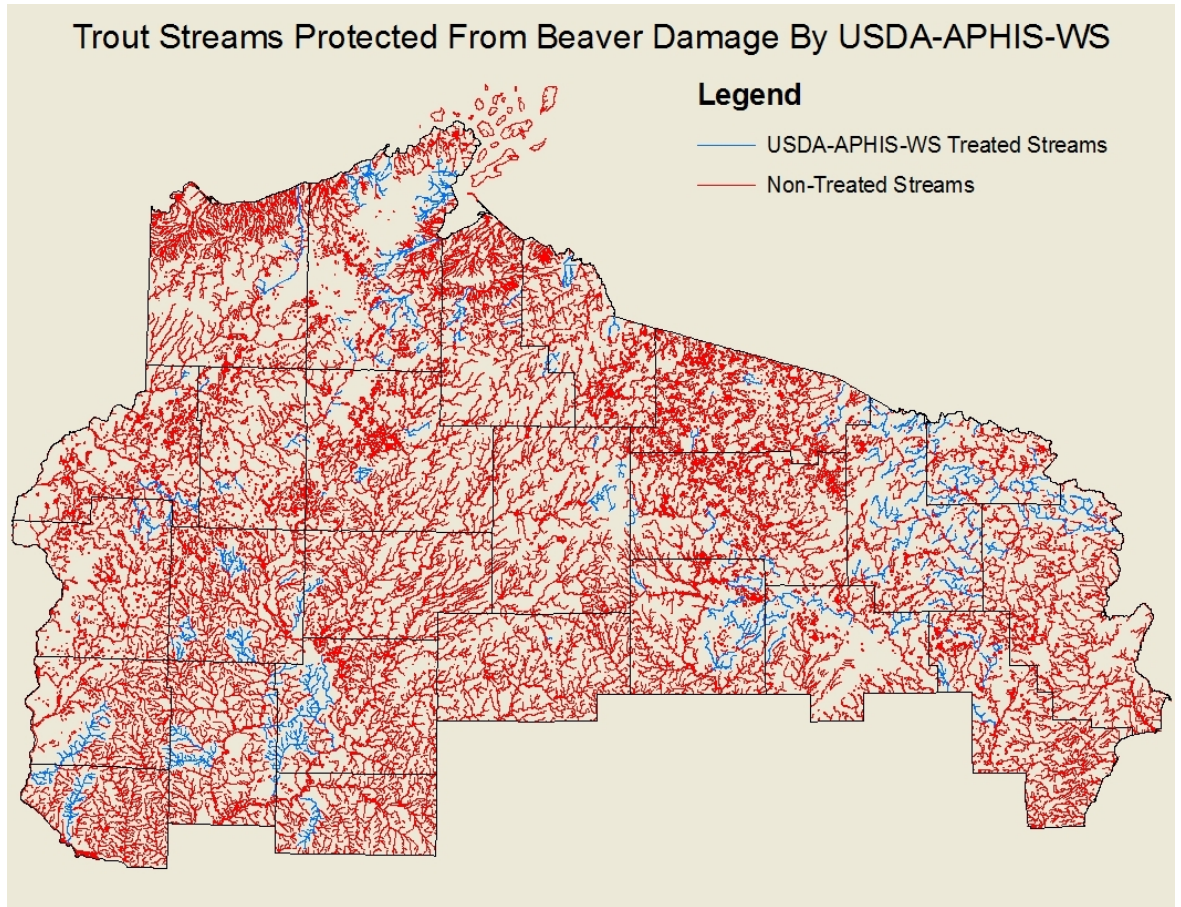 Trout Streams Protected From Beaver Damage By USDA-APHIS-WS
Legend
USDA-APHIS-WS Treated Streams
Non-Treated Streams